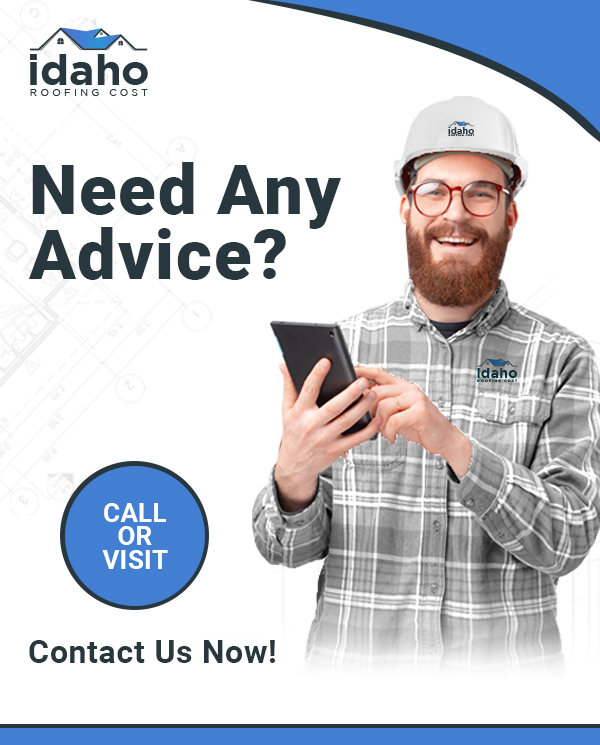 idaho
ROOFING COST
Need Any
Advice?
idaho
ROOFING COST
idaho
ROOFING COST
CALL
OR
VISIT
Contact Us Now!